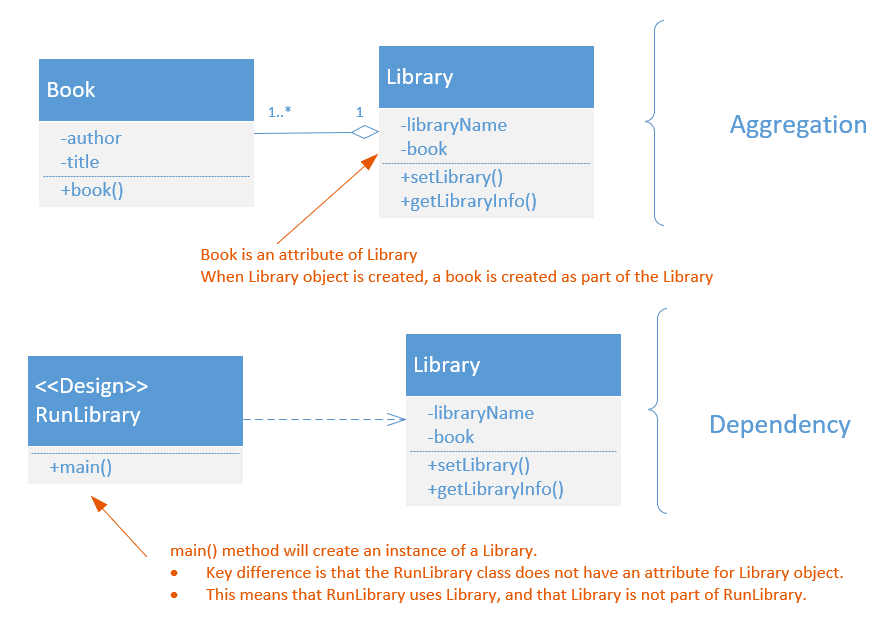 Book
-author
-title
+book()
1..*
1
Library
-libraryName
-book
+setLibrary()
+getLibraryInfo()
Aggregation
Book is an attribute of Library
When Library object is created, a book is created as part of the Library
<<Design>>
RunLibrary
+main()
Library
-libraryName
-book
+setLibrary()
+getLibraryInfo()
Dependency
main() method will create an instance of a Library.
• Key difference is that the RunLibrary class does not have an attribute for Library object.
• This means that RunLibrary uses Library, and that Library is not part of RunLibrary.